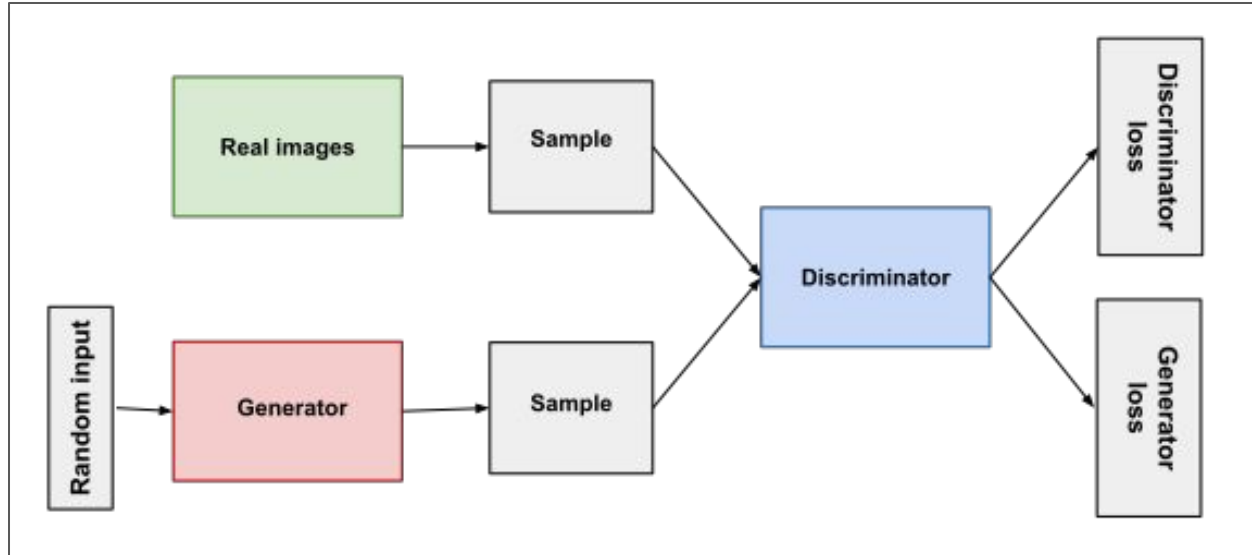 Real images
Sample
Discriminator
loss
Discriminator
Random input
Generator
Sample
Generator
loss